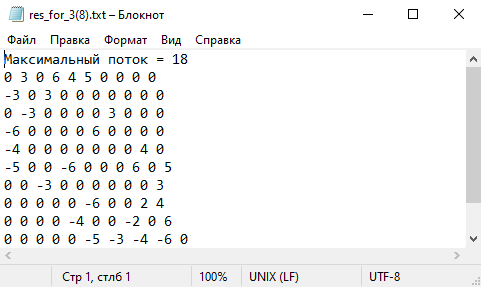 res_for_3(8).txt – Блокнот
Файл Правка Формат Вид Справка
Максимальный поток = 18
0 3 0 6 4 5 0 0 0 0
-3 0 3 0 0 0 0 0 0 0
0 -3 0 0 0 0 3 0 0 0
-6 0 0 0 0 6 0 0 0 0
-4 0 0 0 0 0 0 0 4 0
-5 0 0 -6 0 0 0 6 0 5
0 0 -3 0 0 0 0 0 0 3
0 0 0 0 0 -6 0 0 2 4
0 0 0 0 -4 0 0 -2 0 6
0 0 0 0 0 -5 -3 -4 -6 0
Стр 1, стлб 1 100% UNIX (LF) UTF-8